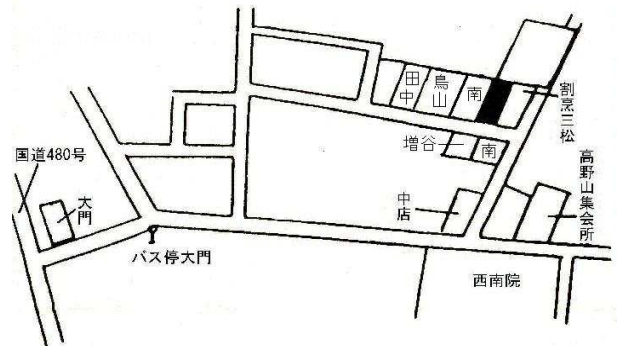 田中
鳥山
南
割烹三松
増谷
南
国道480号
大門
中店
高野山集会所
バス停大門
西南院